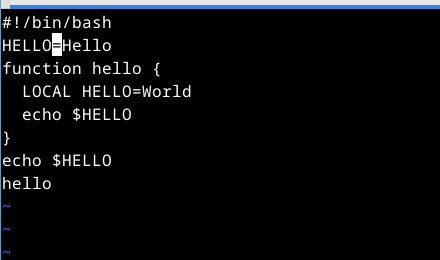 #!/bin/bash
HELLO=Hello
function hello {
  LOCAL HELLO=World
  echo $HELLO
}
echo $HELLO
hello
~
~
~